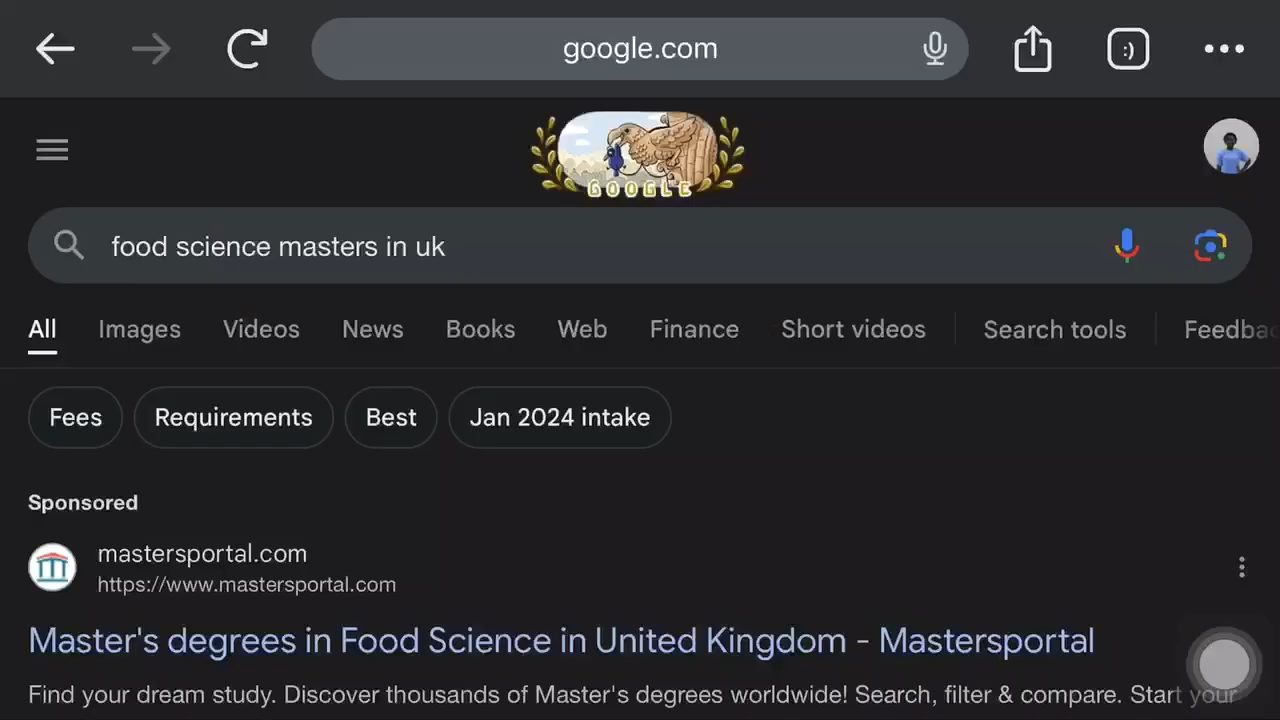 google.com
:)
GOOGLE
food science masters in uk
All Images Videos News Books Web Finance Short videos Search tools Feedba
Fees Requirements Best Jan 2024 intake
Sponsored
mastersportal.com
https://www.mastersportal.com
Master's degrees in Food Science in United Kingdom - Mastersportal
Find your dream study. Discover thousands of Master's degrees worldwide! Search, filter & compare. Start your